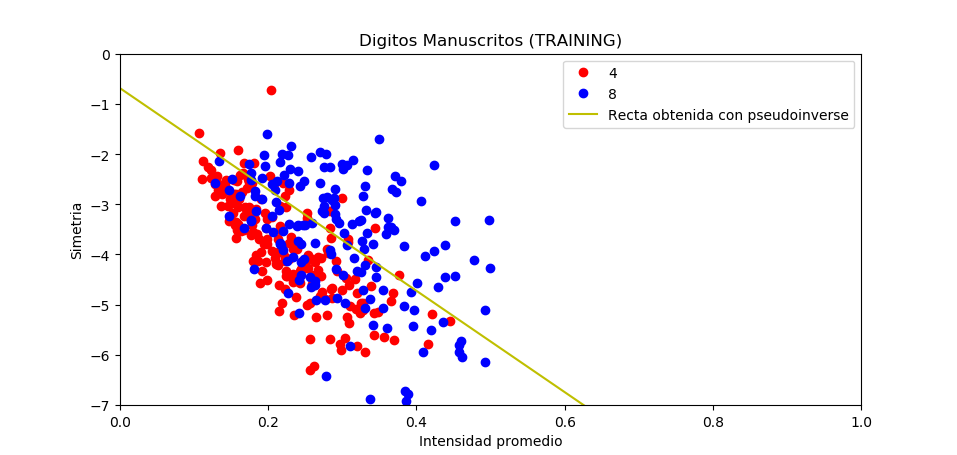 Digitos Manuscritos (TRAINING)
0
−1
−2
−3
−4
−5
−6
−7
Simetria
4
8
Recta obtenida con pseudoinverse
0.0 0.2 0.4 0.6 0.8 1.0
Intensidad promedio